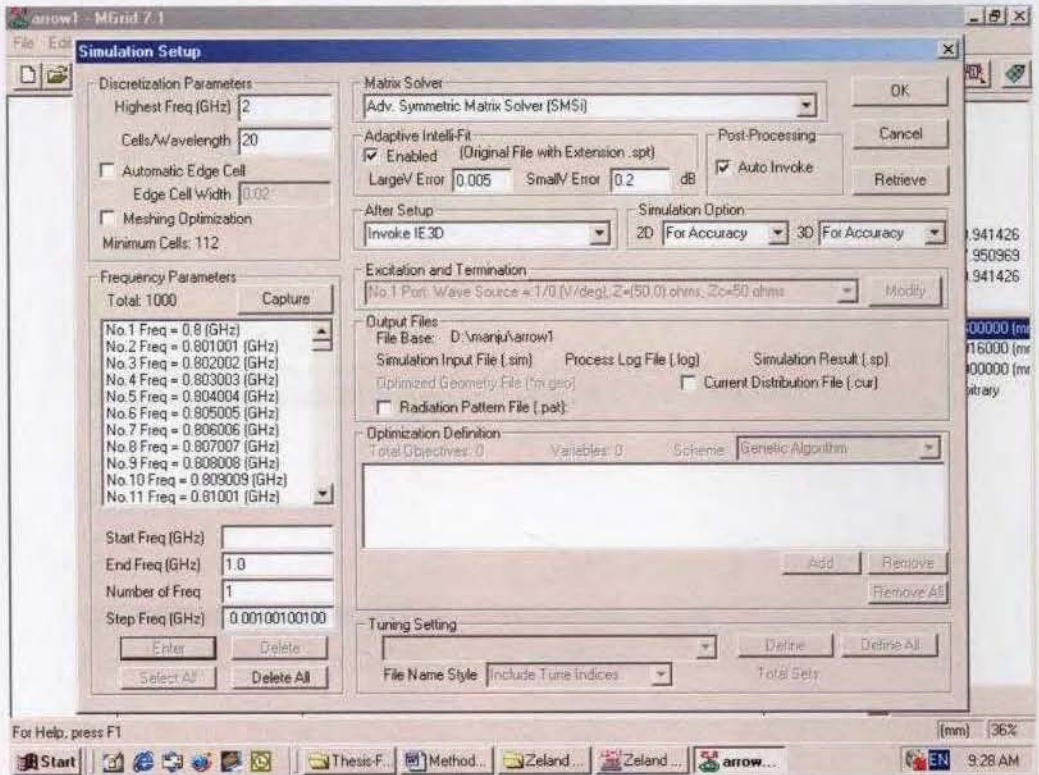 arrow1 - MGrid 7.1
File Edi
Simulation Setup
Discretization Parameters
Highest Freq (GHz) 2
Cells/Wavelength 20
Automatic Edge Cell
Edge Cell Width 0.02
Meshing Optimization
Minimum Cells: 112
Matrix Solver
Adv. Symmetric Matrix Solver (SMSi)
Adaptive Intelli-Fit
Enabled (Original File with Extension .spt)
LargeV Error 0.005 SmallV Error 0.2 dB
Post-Processing
Auto Invoke
OK
Cancel
Retrieve
After Setup
Invoke IE3D
Simulation Option
2D For Accuracy 3D For Accuracy
Frequency Parameters
Total: 1000 Capture
No.1 Freq = 0.8 (GHz)
No.2 Freq = 0.801001 (GHz)
No.3 Freq = 0.802002 (GHz)
No.4 Freq = 0.803003 (GHz)
No.5 Freq = 0.804004 (GHz)
No.6 Freq = 0.805005 (GHz)
No.7 Freq = 0.806006 (GHz)
No.8 Freq = 0.807007 (GHz)
No.9 Freq = 0.808008 (GHz)
No.10 Freq = 0.809009 (GHz)
No.11 Freq = 0.81001 (GHz)
Start Freq (GHz)
End Freq (GHz) 1.0
Number of Freq 1
Step Freq (GHz) 0.00100100100
Enter Delete
Select All Delete All
Excitation and Termination
No.1 Port: Wave Source = 1/0 (V/deg), Z=(50.0) ohms, Zc=50 ohms Modify
Output Files
File Base: D:\manju\arrow1
Simulation Input File (.sim) Process Log File (.log) Simulation Result (.sp)
Optimized Geometry File (*m.geo) Current Distribution File (.cur)
Radiation Pattern File (.pat):
Optimization Definition
Total Objectives: 0 Variables: 0 Scheme Genetic Algorithm
Add Remove
Remove All
Tuning Setting
Define Define All
File Name Style Include Tune Indices Total Sets:
.941426
.950969
.941426
00000 (mm
016000 (mm
00000 (mm
bitrary
For Help, press F1 (mm) 36%
Start Thesis-F... Method... Zeland ... Zeland ... arrow... EN 9:28 AM